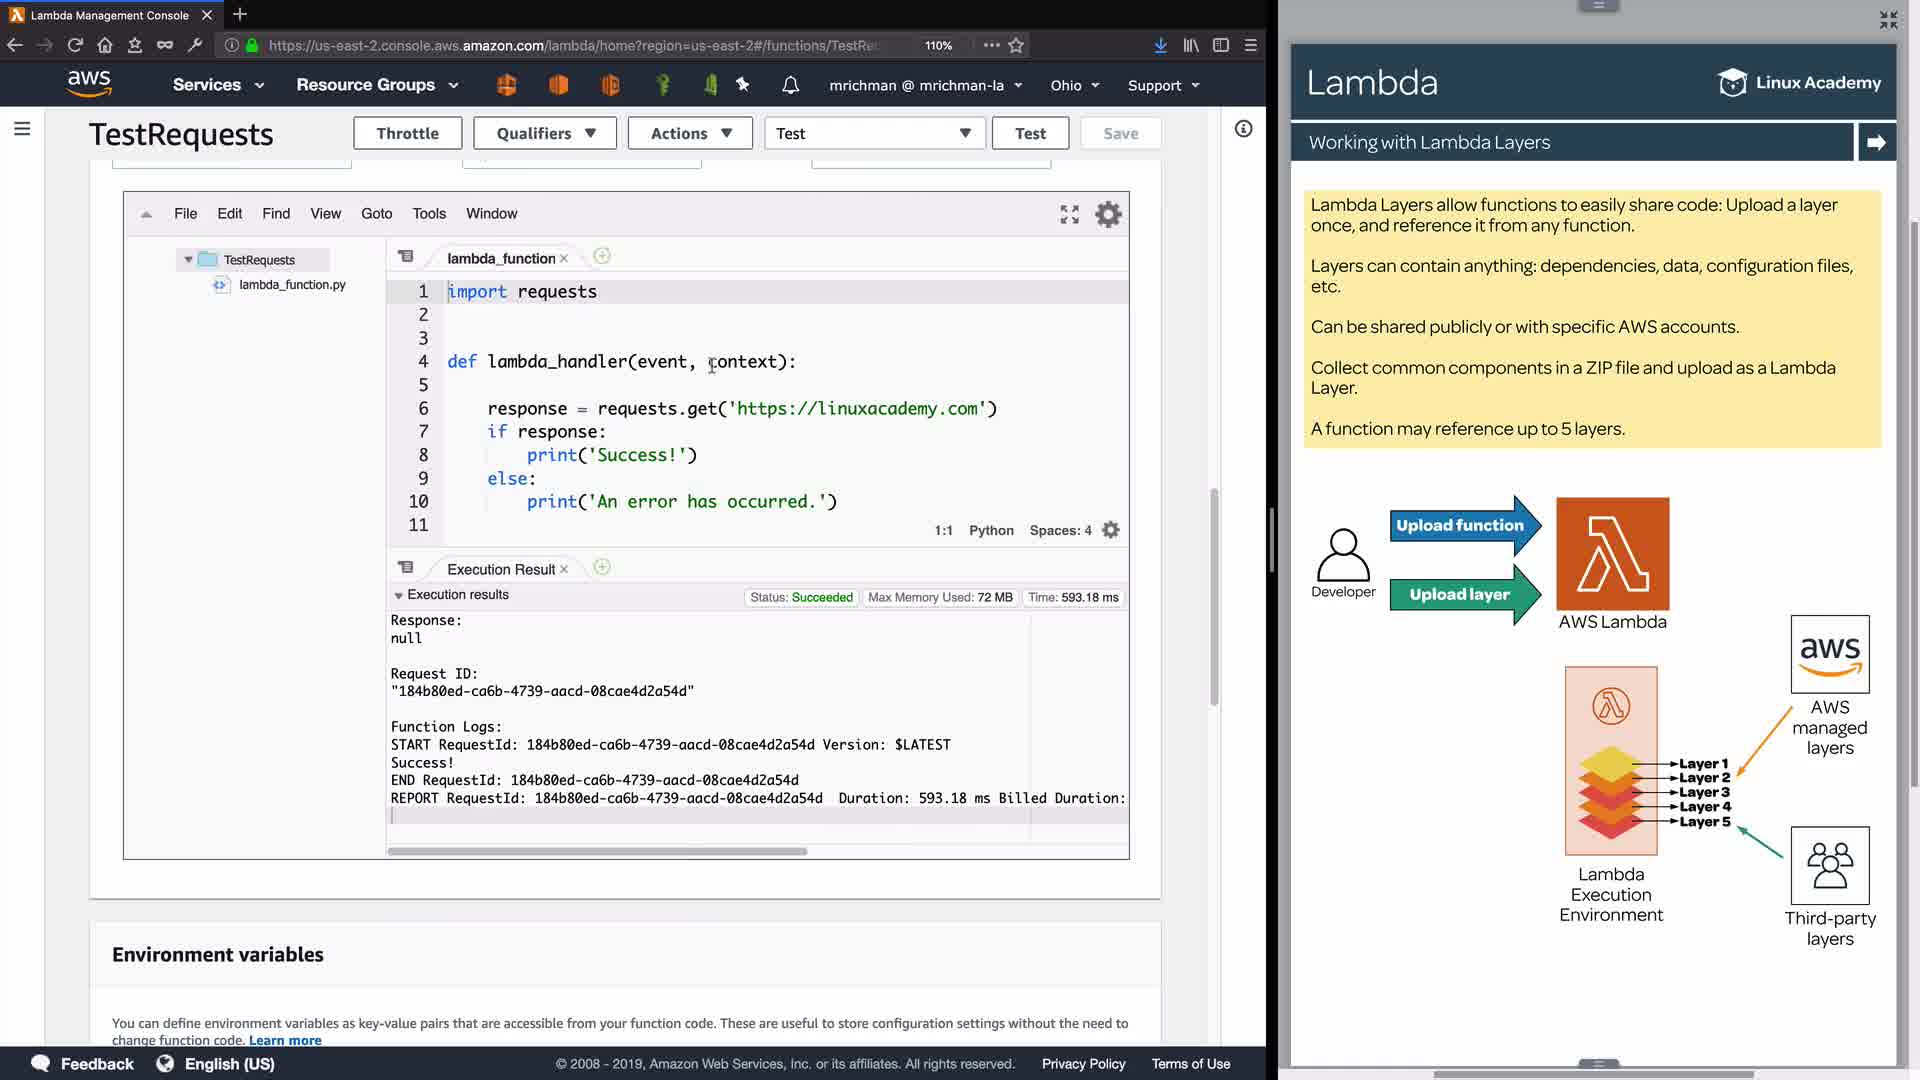 Lambda Management Console
https://us-east-2.console.aws.amazon.com/lambda/home?region=us-east-2#/functions/TestRe
110%
aws
Services
Resource Groups
mrichman @ mrichman-la
Ohio
Support
TestRequests
Throttle
Qualifiers
Actions
Test
Test
Save
File
Edit
Find
View
Goto
Tools
Window
TestRequests
lambda_function.py
lambda_function
1 import requests
2
3
4 def lambda_handler(event, context):
5
6 response = requests.get('https://linuxacademy.com')
7 if response:
8 print('Success!')
9 else:
10 print('An error has occurred.')
11
1:1 Python Spaces: 4
Execution Result
Execution results
Status: Succeeded
Max Memory Used: 72 MB
Time: 593.18 ms
Response:
null
Request ID:
"184b80ed-ca6b-4739-aacd-08cae4d2a54d"
Function Logs:
START RequestId: 184b80ed-ca6b-4739-aacd-08cae4d2a54d Version: $LATEST
Success!
END RequestId: 184b80ed-ca6b-4739-aacd-08cae4d2a54d
REPORT RequestId: 184b80ed-ca6b-4739-aacd-08cae4d2a54d Duration: 593.18 ms Billed Duration:
Environment variables
You can define environment variables as key-value pairs that are accessible from your function code. These are useful to store configuration settings without the need to
change function code. Learn more
Feedback
English (US)
© 2008 - 2019, Amazon Web Services, Inc. or its affiliates. All rights reserved.
Privacy Policy
Terms of Use
Lambda
Linux Academy
Working with Lambda Layers
Lambda Layers allow functions to easily share code: Upload a layer
once, and reference it from any function.
Layers can contain anything: dependencies, data, configuration files,
etc.
Can be shared publicly or with specific AWS accounts.
Collect common components in a ZIP file and upload as a Lambda
Layer.
A function may reference up to 5 layers.
Upload function
Upload layer
Developer
AWS Lambda
aws
AWS
managed
layers
Layer 1
Layer 2
Layer 3
Layer 4
Layer 5
Lambda
Execution
Environment
Third-party
layers